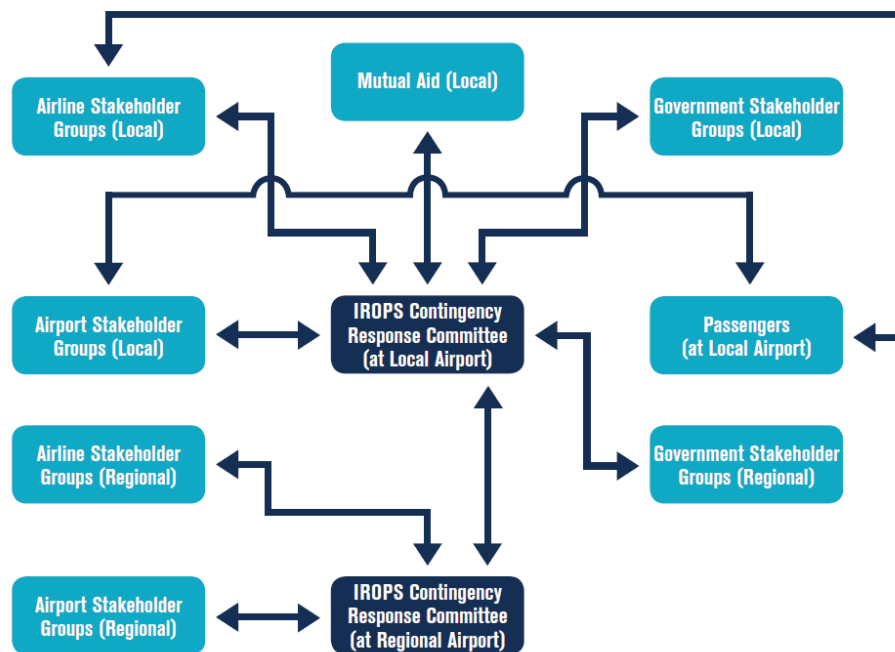 Airline Stakeholder
Groups (Local)
Mutual Aid (Local)
Government Stakeholder
Groups (Local)
Airport Stakeholder
Groups (Local)
IROPS Contingency
Response Committee
(at Local Airport)
Passengers
(at Local Airport)
Airline Stakeholder
Groups (Regional)
Government Stakeholder
Groups (Regional)
Airport Stakeholder
Groups (Regional)
IROPS Contingency
Response Committee
(at Regional Airport)